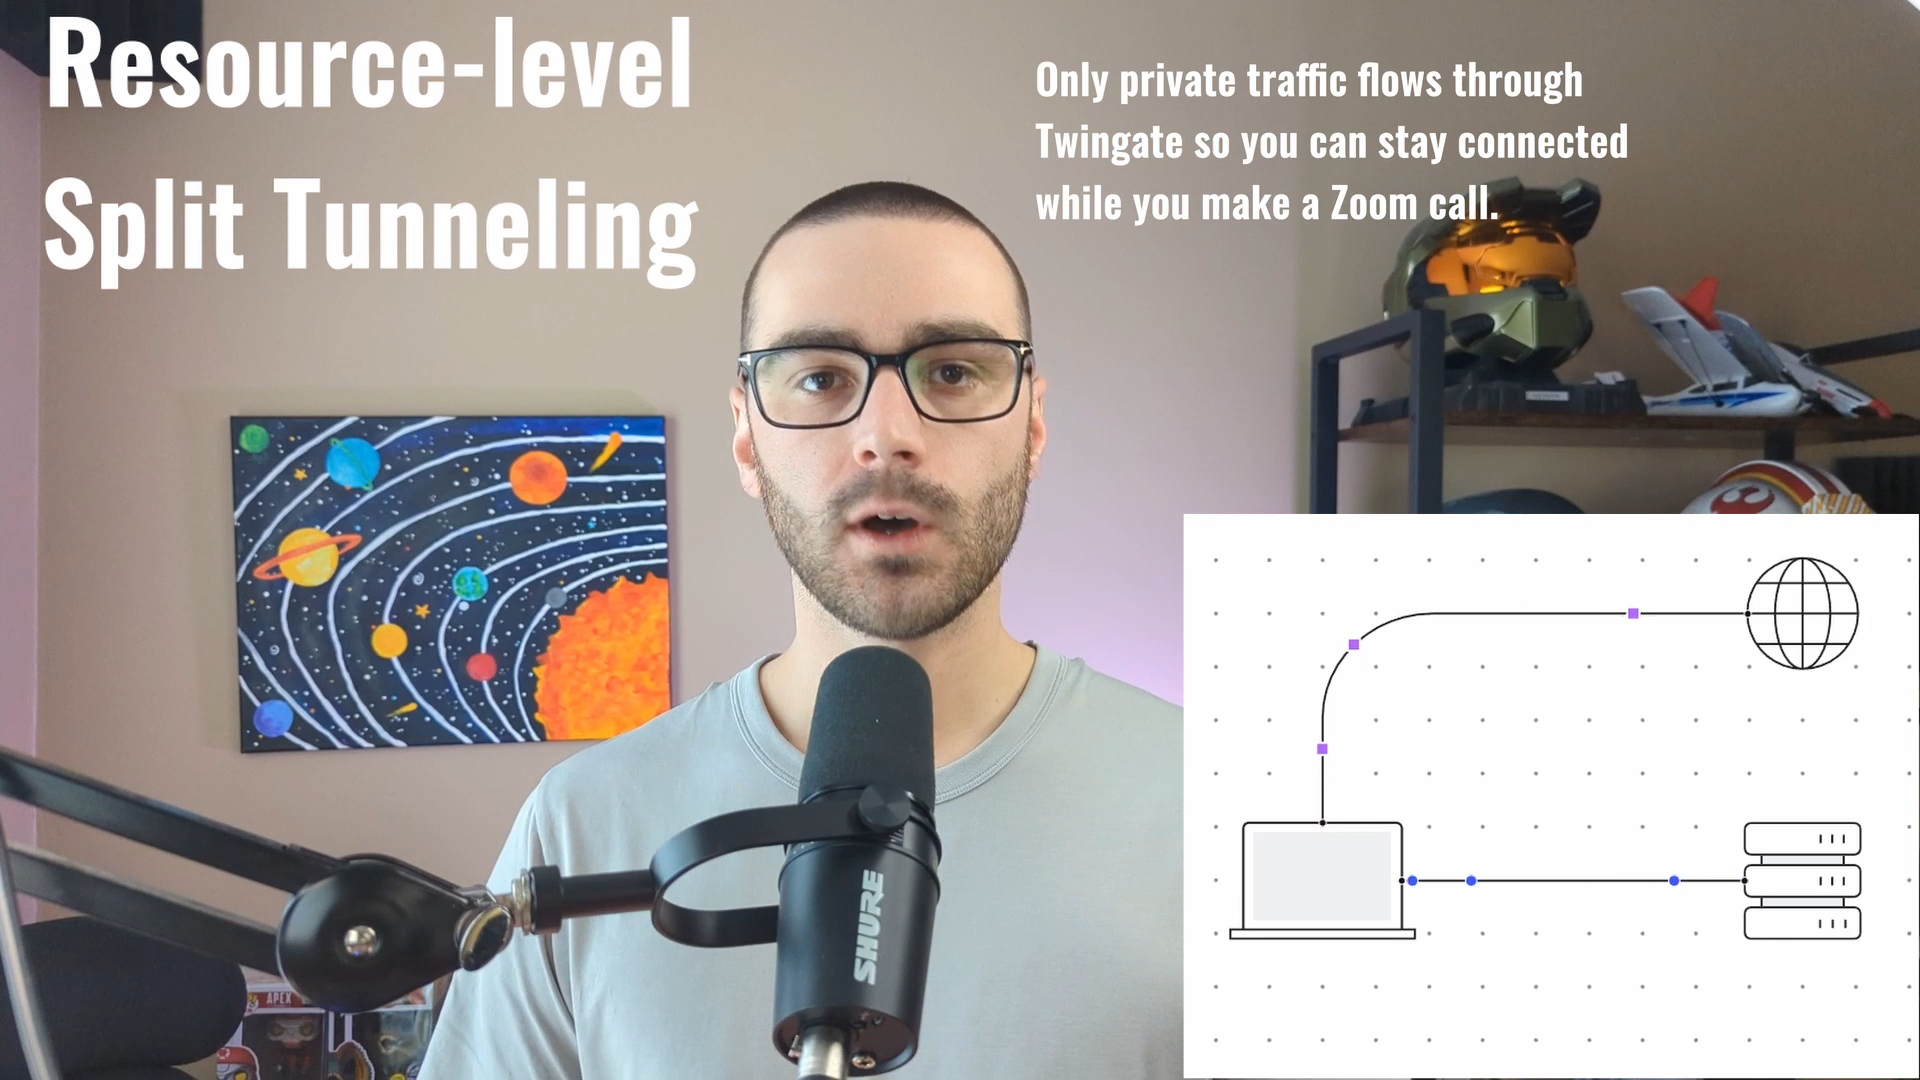 Resource-level
Split Tunneling
Only private traffic flows through
Twingate so you can stay connected
while you make a Zoom call.
SHURE
APEX